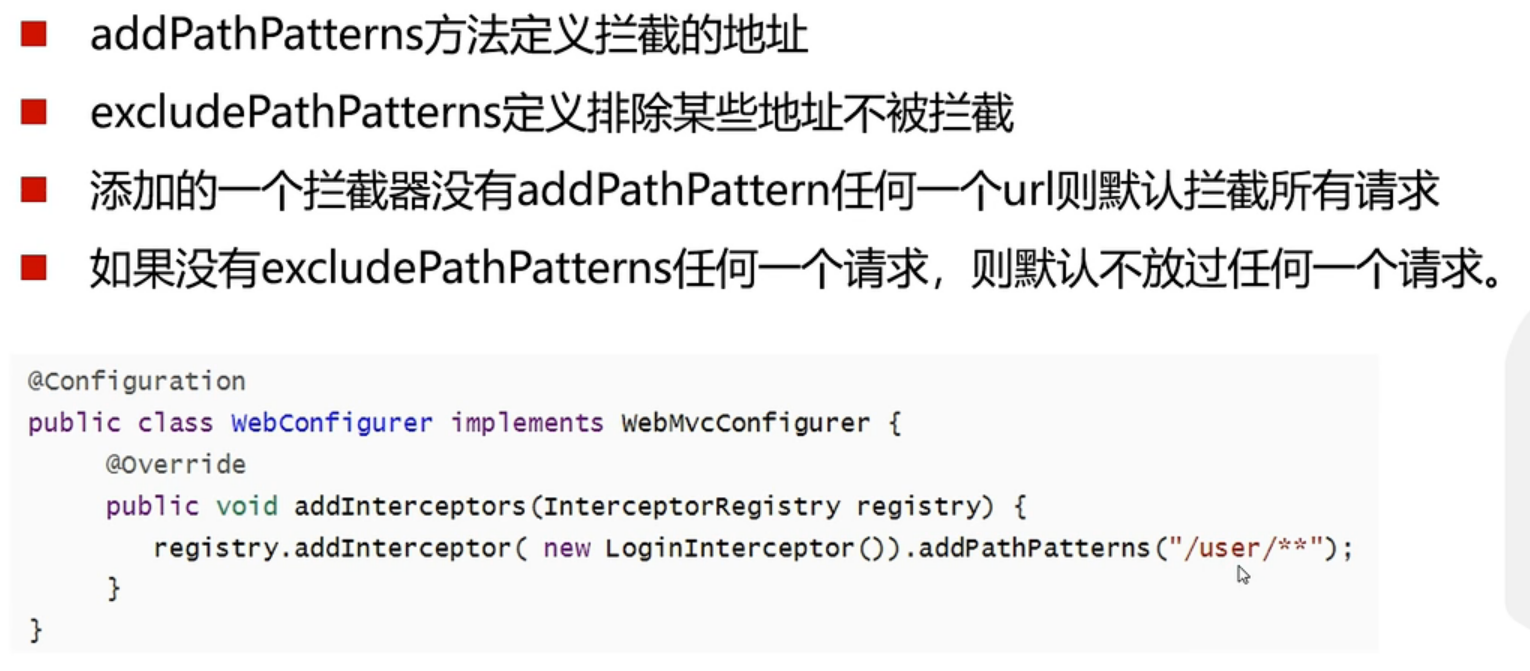 addPathPatterns方法定义拦截的地址
excludePathPatterns定义排除某些地址不被拦截
添加的一个拦截器没有addPathPattern任何一个url则默认拦截所有请求
如果没有excludePathPatterns任何一个请求，则默认不放过任何一个请求。
@Configuration
public class WebConfigurer implements WebMvcConfigurer {
@Override
public void addInterceptors(InterceptorRegistry registry) {
registry.addInterceptor( new LoginInterceptor()).addPathPatterns("/user/**");
}
}